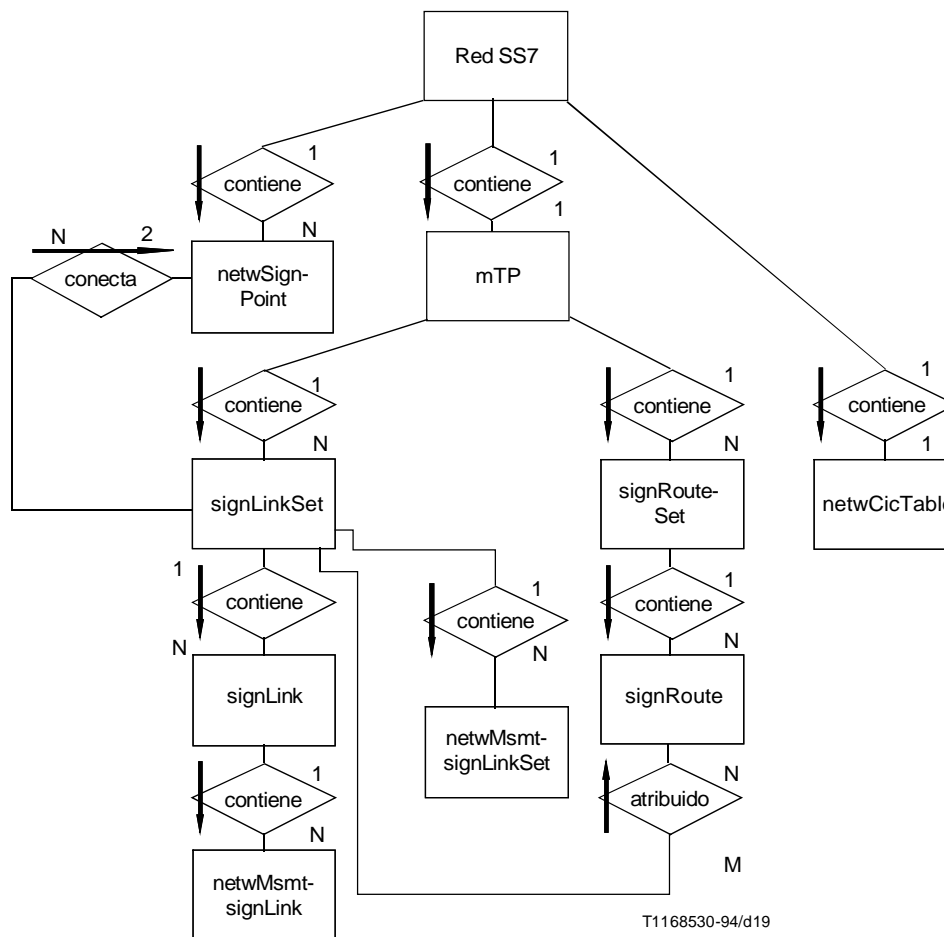 Red SS7
1
1
contiene
contiene
N
1
N
2
conecta
netwSign-
Point
mTP
1
1
1
contiene
contiene
contiene
N
N
1
signLinkSet
signRoute-
Set
netwCicTable
1
1
1
contiene
contiene
contiene
N
N
N
signLink
signRoute
netwMsmt-
signLinkSet
1
N
contiene
atribuido
N
M
netwMsmt-
signLink
T1168530-94/d19